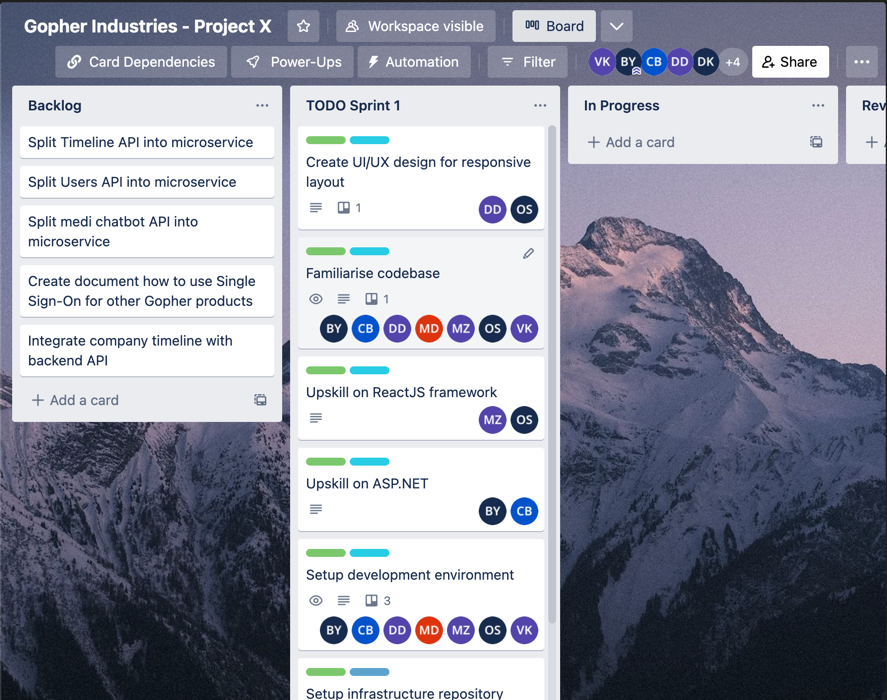 Gopher Industries - Project X
Workspace visible
Board
Card Dependencies
Power-Ups
Automation
Filter
VK
BY
CB
DD
DK
+4
Share
Backlog
Split Timeline API into microservice
Split Users API into microservice
Split medi chatbot API into
microservice
Create document how to use Single
Sign-On for other Gopher products
Integrate company timeline with
backend API
+ Add a card
TODO Sprint 1
Create UI/UX design for responsive
layout
1
DD
OS
Familiarise codebase
1
BY
CB
DD
MD
MZ
OS
VK
Upskill on ReactJS framework
MZ
OS
Upskill on ASP.NET
BY
CB
Setup development environment
3
BY
CB
DD
MD
MZ
OS
VK
Setup infrastructure repository
In Progress
+ Add a card
Rev
+